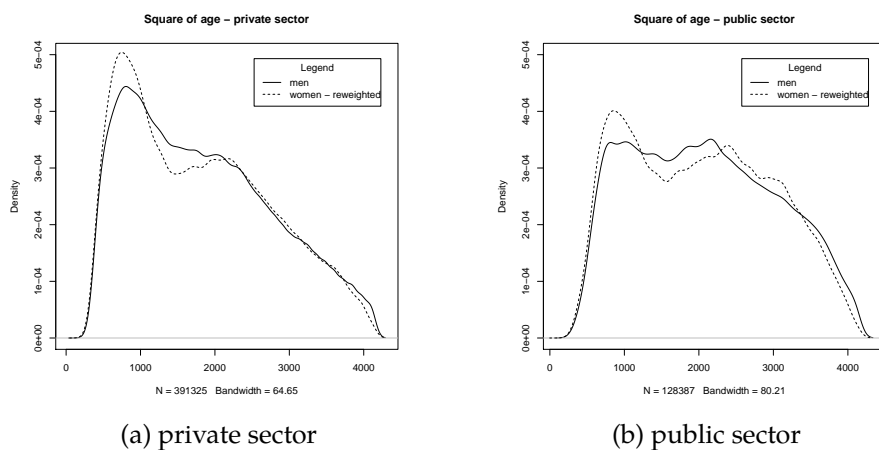 Square of age – private sector
Density
5e−04
4e−04
3e−04
2e−04
1e−04
0e+00
Legend
men
women − reweighted
0 1000 2000 3000 4000
N = 391325 Bandwidth = 64.65
(a) private sector
Square of age – public sector
Density
5e−04
4e−04
3e−04
2e−04
1e−04
0e+00
Legend
men
women − reweighted
0 1000 2000 3000 4000
N = 128387 Bandwidth = 80.21
(b) public sector